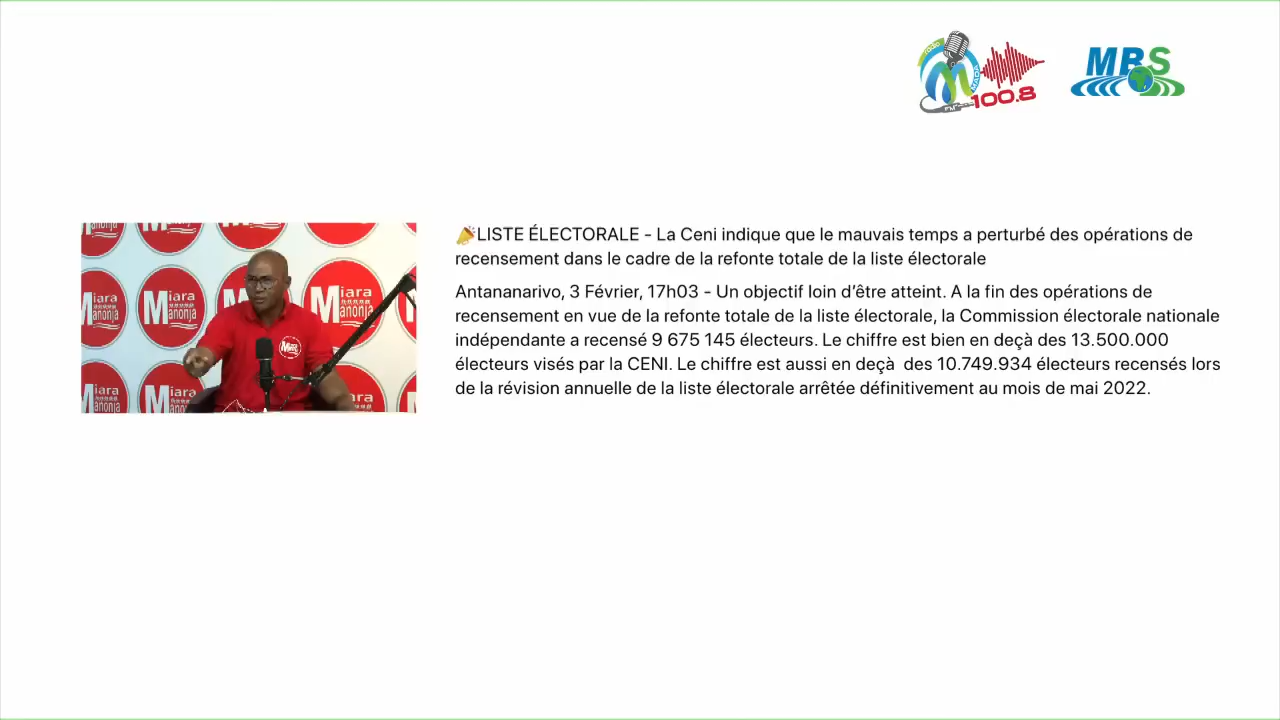 100.8
MBS
📣LISTE ÉLECTORALE - La Ceni indique que le mauvais temps a perturbé des opérations de
recensement dans le cadre de la refonte totale de la liste électorale
Antananarivo, 3 Février, 17h03 - Un objectif loin d’être atteint. A la fin des opérations de
recensement en vue de la refonte totale de la liste électorale, la Commission électorale nationale
indépendante a recensé 9 675 145 électeurs. Le chiffre est bien en deçà des 13.500.000
électeurs visés par la CENI. Le chiffre est aussi en deçà  des 10.749.934 électeurs recensés lors
de la révision annuelle de la liste électorale arrêtée définitivement au mois de mai 2022.
Miara
Manonja